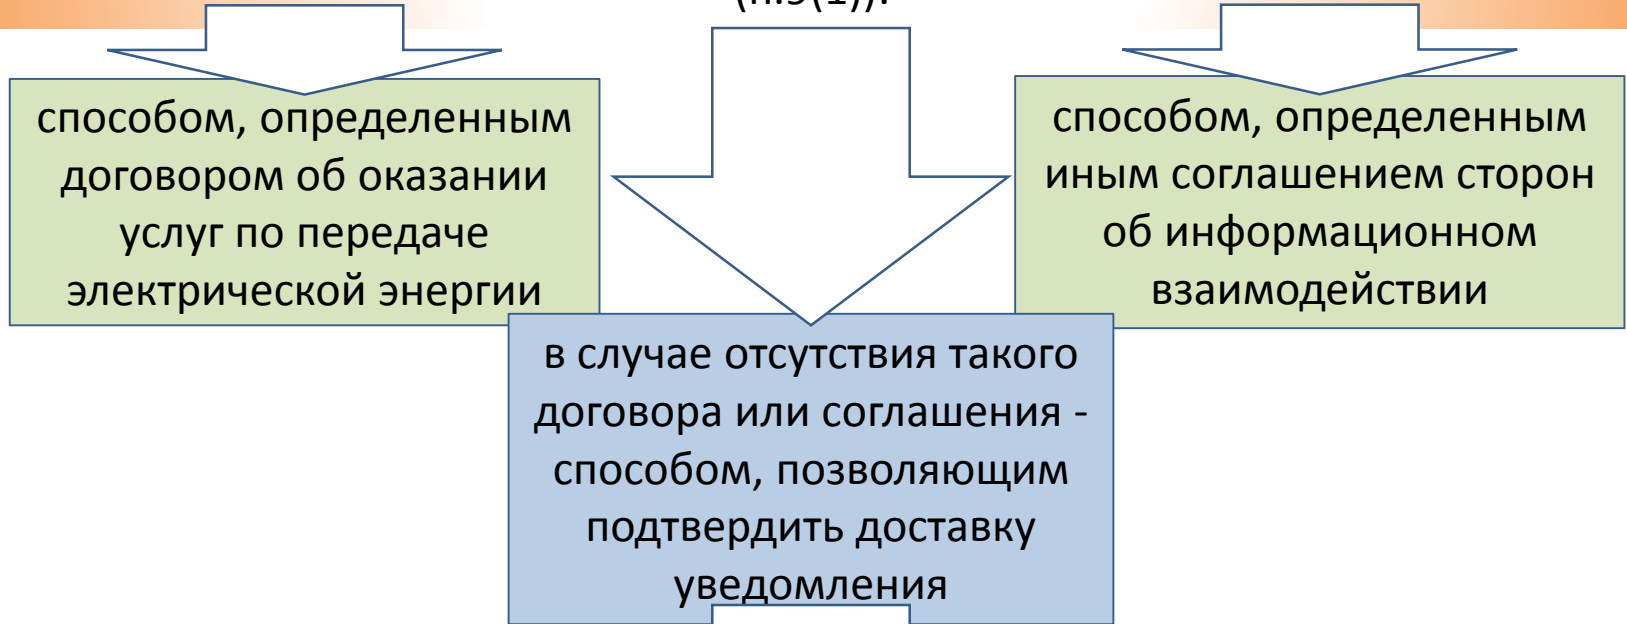 способом, определенным
договором об оказании
услуг по передаче
электрической энергии
способом, определенным
иным соглашением сторон
об информационном
взаимодействии
в случае отсутствия такого
договора или соглашения -
способом, позволяющим
подтвердить доставку
уведомления